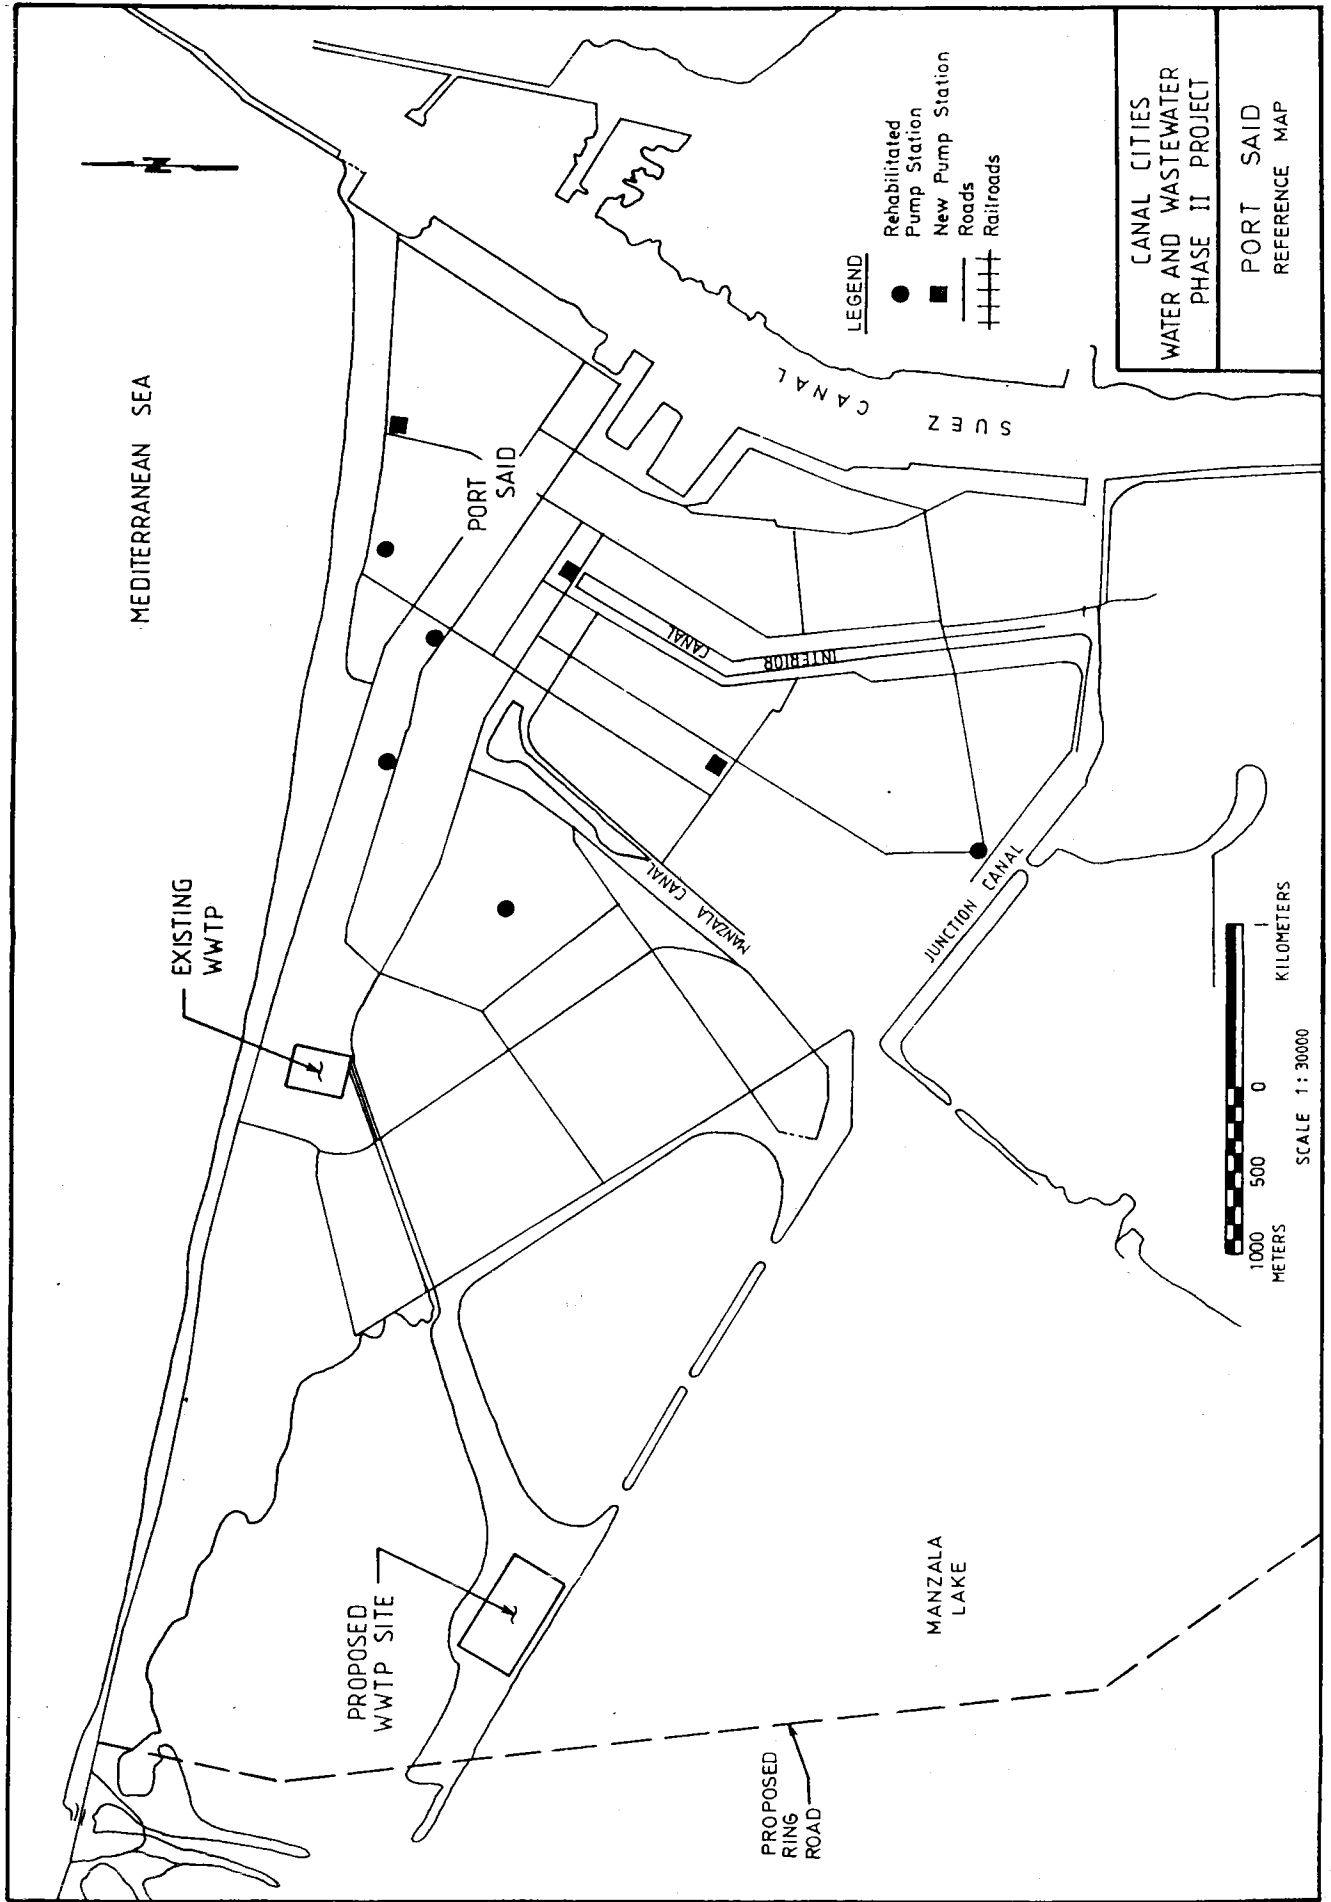 MEDITERRANEAN SEA
N
EXISTING
WWTP
PORT
SAID
PROPOSED
WWTP SITE
MANZALA CANAL
INTERIOR
CANAL
JUNCTION CANAL
SUEZ
CANAL
MANZALA
LAKE
PROPOSED
RING
ROAD
LEGEND
Rehabilitated
Pump Station
New Pump Station
Roads
Railroads
1000 500 0 1
METERS KILOMETERS
SCALE 1:30000
CANAL CITIES
WATER AND WASTEWATER
PHASE II PROJECT
PORT SAID
REFERENCE MAP